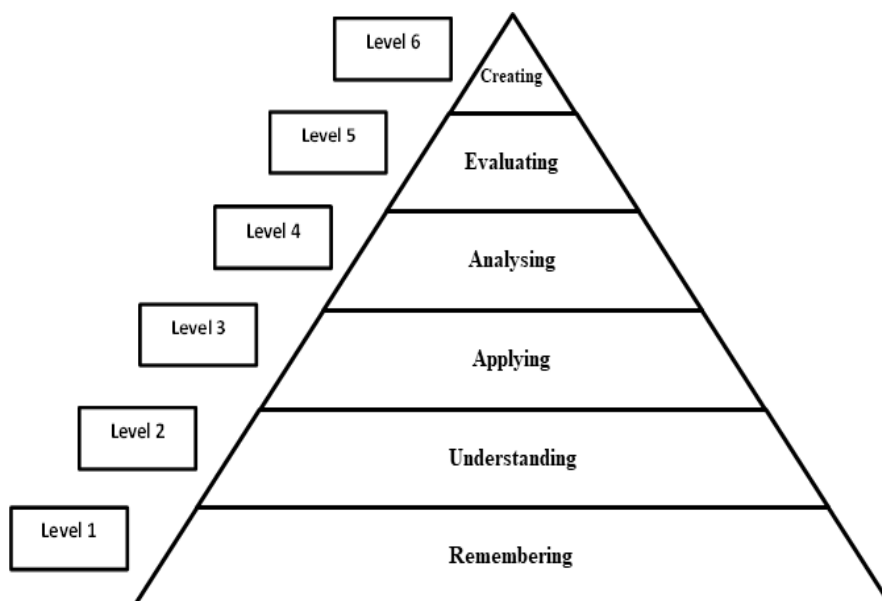 Level 6
Creating
Level 5
Evaluating
Level 4
Analysing
Level 3
Applying
Level 2
Understanding
Level 1
Remembering